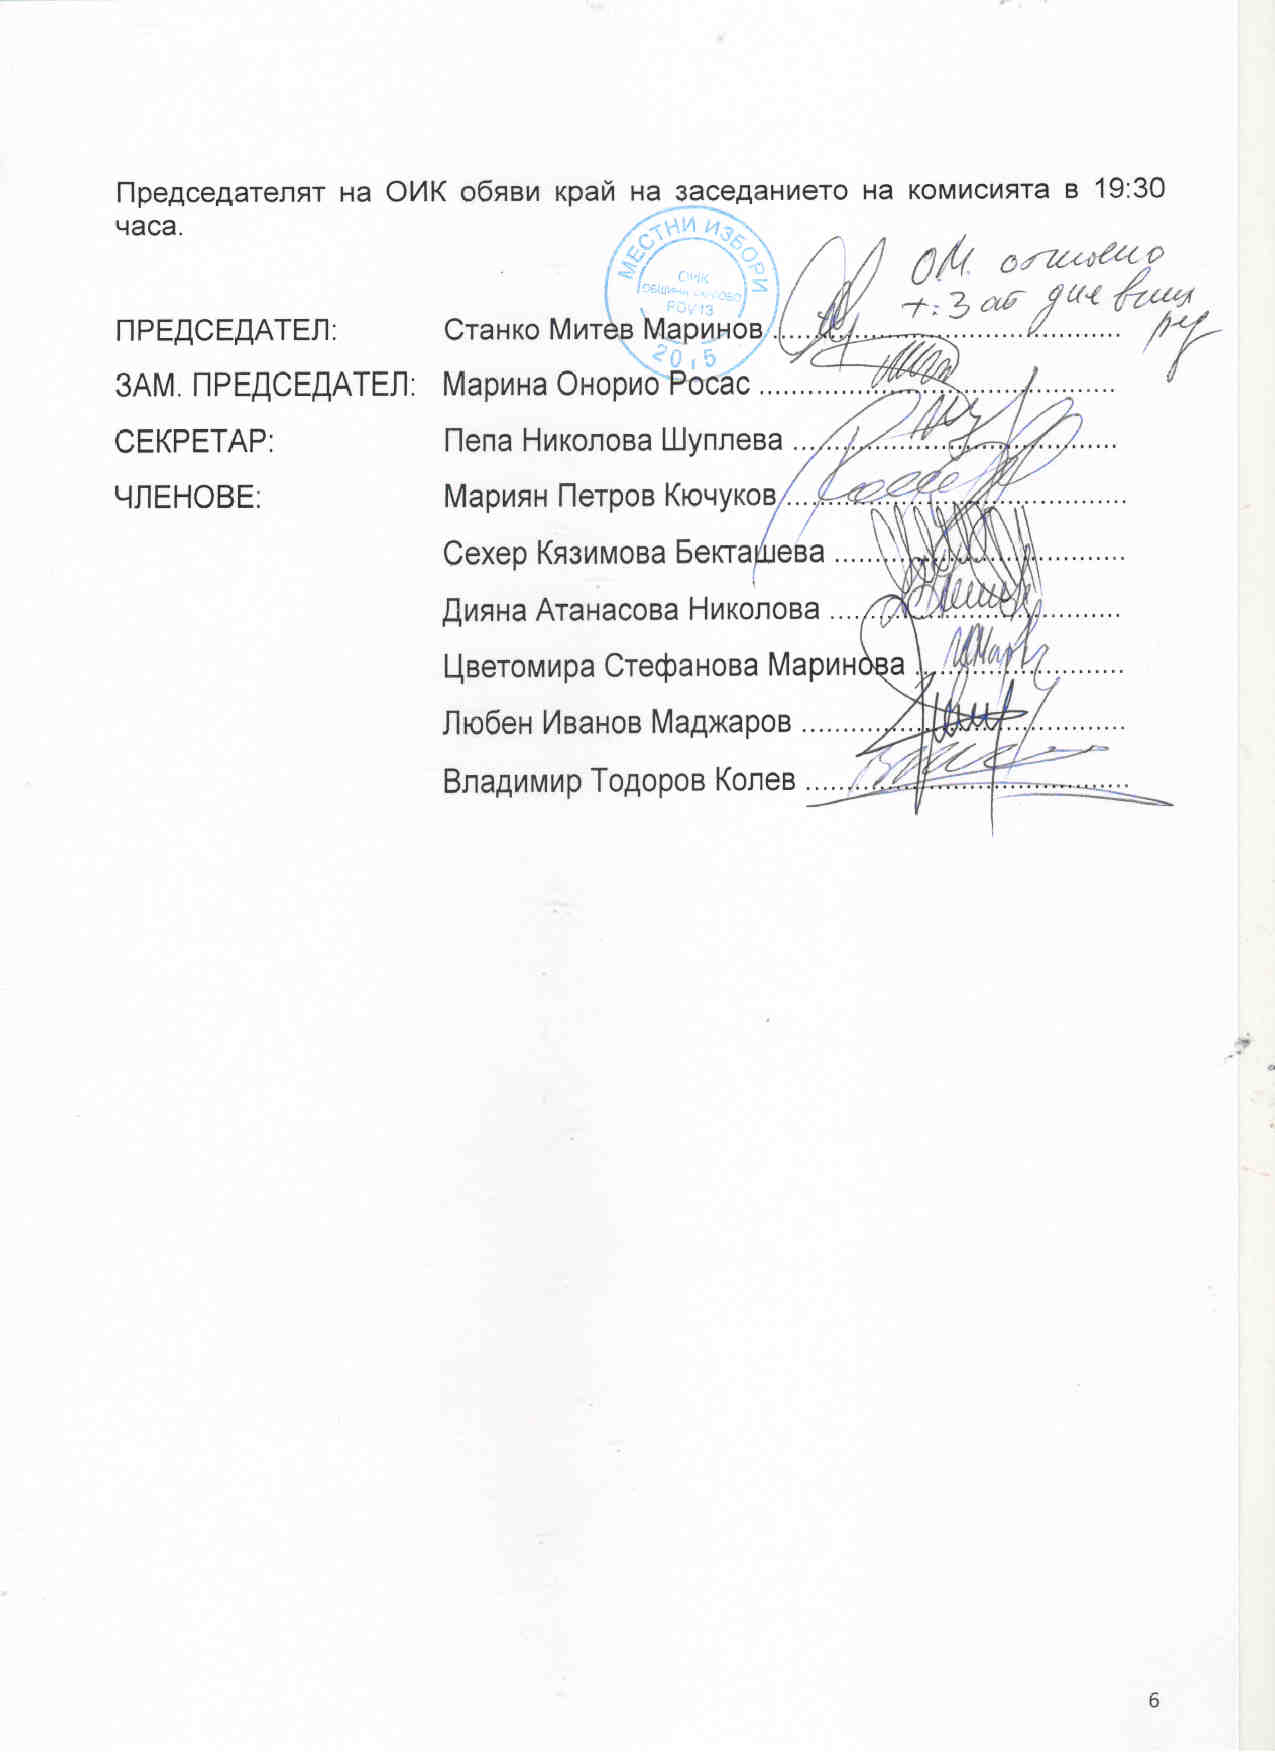 Председателят на ОИК обяви край на заседанието на комисията в 19:30
часа.
МЕСТНИ ИЗБОРИ
ОИК
ОБЩИНА
О.М.
ПРЕДСЕДАТЕЛ: Станко Митев Маринов ..........................................
ЗАМ. ПРЕДСЕДАТЕЛ: Марина Онорио Росас ...........................................
СЕКРЕТАР: Пепа Николова Шуплева .......................................
ЧЛЕНОВЕ: Мариян Петров Кючуков .........................................
Сехер Кязимова Бекташева ...................................
Дияна Атанасова Николова ...................................
Цветомира Стефанова Маринова .........................
Любен Иванов Маджаров .......................................
Владимир Тодоров Колев .......................................
6